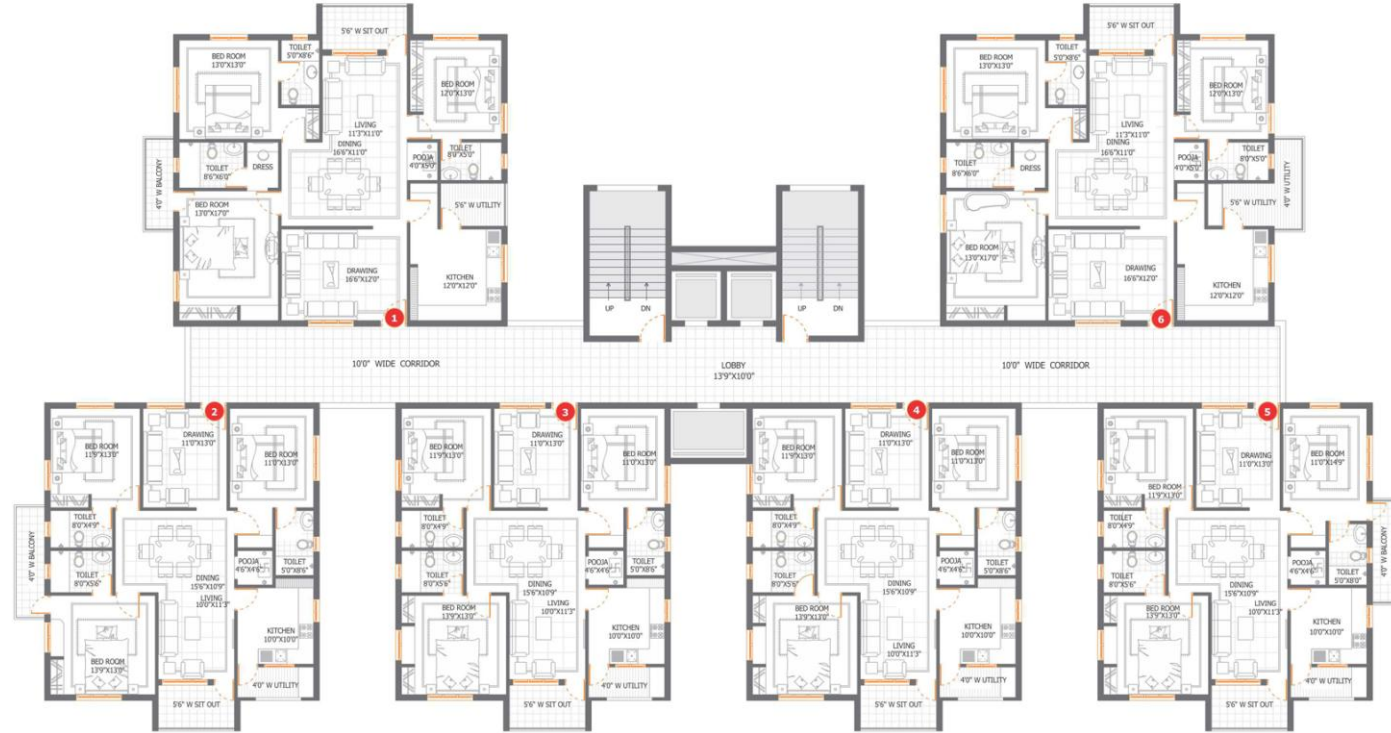 5'6" W SIT OUT
BED ROOM
13'0"X13'0"
TOILET
5'0"X8'6"
BED ROOM
12'0"X13'0"
LIVING
11'3"X11'0"
DINING
16'6"X11'0"
4'0" W BALCONY
TOILET
8'6"X6'0"
DRESS
POOJA
4'0"X5'0"
TOILET
8'0"X5'0"
5'6" W UTILITY
BED ROOM
13'0"X17'0"
DRAWING
16'6"X12'0"
KITCHEN
12'0"X12'0"
1
UP
DN
UP
DN
5'6" W SIT OUT
BED ROOM
13'0"X13'0"
TOILET
5'0"X8'6"
BED ROOM
12'0"X13'0"
LIVING
11'3"X11'0"
DINING
16'6"X11'0"
TOILET
8'6"X6'0"
DRESS
POOJA
4'0"X5'0"
TOILET
8'0"X5'0"
5'6" W UTILITY
4'0" W UTILITY
BED ROOM
13'0"X17'0"
DRAWING
16'6"X12'0"
KITCHEN
12'0"X12'0"
6
10'0" WIDE CORRIDOR
LOBBY
13'9"X10'0"
10'0" WIDE CORRIDOR
2
BED ROOM
11'9"X13'0"
DRAWING
11'0"X13'0"
BED ROOM
11'0"X13'0"
4'0" W BALCONY
TOILET
8'0"X4'9"
TOILET
8'0"X5'6"
POOJA
4'6"X4'6"
TOILET
5'0"X8'6"
DINING
15'6"X10'9"
LIVING
10'0"X11'3"
KITCHEN
10'0"X10'0"
BED ROOM
13'9"X13'0"
4'0" W UTILITY
5'6" W SIT OUT
3
BED ROOM
11'9"X13'0"
DRAWING
11'0"X13'0"
BED ROOM
11'0"X13'0"
TOILET
8'0"X4'9"
TOILET
8'0"X5'6"
POOJA
4'6"X4'6"
TOILET
5'0"X8'6"
DINING
15'6"X10'9"
BED ROOM
13'9"X13'0"
LIVING
10'0"X11'3"
KITCHEN
10'0"X10'0"
4'0" W UTILITY
5'6" W SIT OUT
4
BED ROOM
11'9"X13'0"
DRAWING
11'0"X13'0"
BED ROOM
11'0"X13'0"
TOILET
8'0"X4'9"
TOILET
8'0"X5'6"
POOJA
4'6"X4'6"
TOILET
5'0"X8'6"
DINING
15'6"X10'9"
BED ROOM
13'9"X13'0"
LIVING
10'0"X11'3"
KITCHEN
10'0"X10'0"
4'0" W UTILITY
5'6" W SIT OUT
5
DRAWING
11'0"X13'0"
BED ROOM
11'0"X14'9"
BED ROOM
11'9"X13'0"
TOILET
8'0"X4'9"
TOILET
8'0"X5'6"
POOJA
4'6"X4'6"
TOILET
5'0"X8'0"
4'0" W BALCONY
DINING
15'6"X10'9"
LIVING
10'0"X11'3"
BED ROOM
13'9"X13'0"
KITCHEN
10'0"X10'0"
4'0" W UTILITY
5'6" W SIT OUT